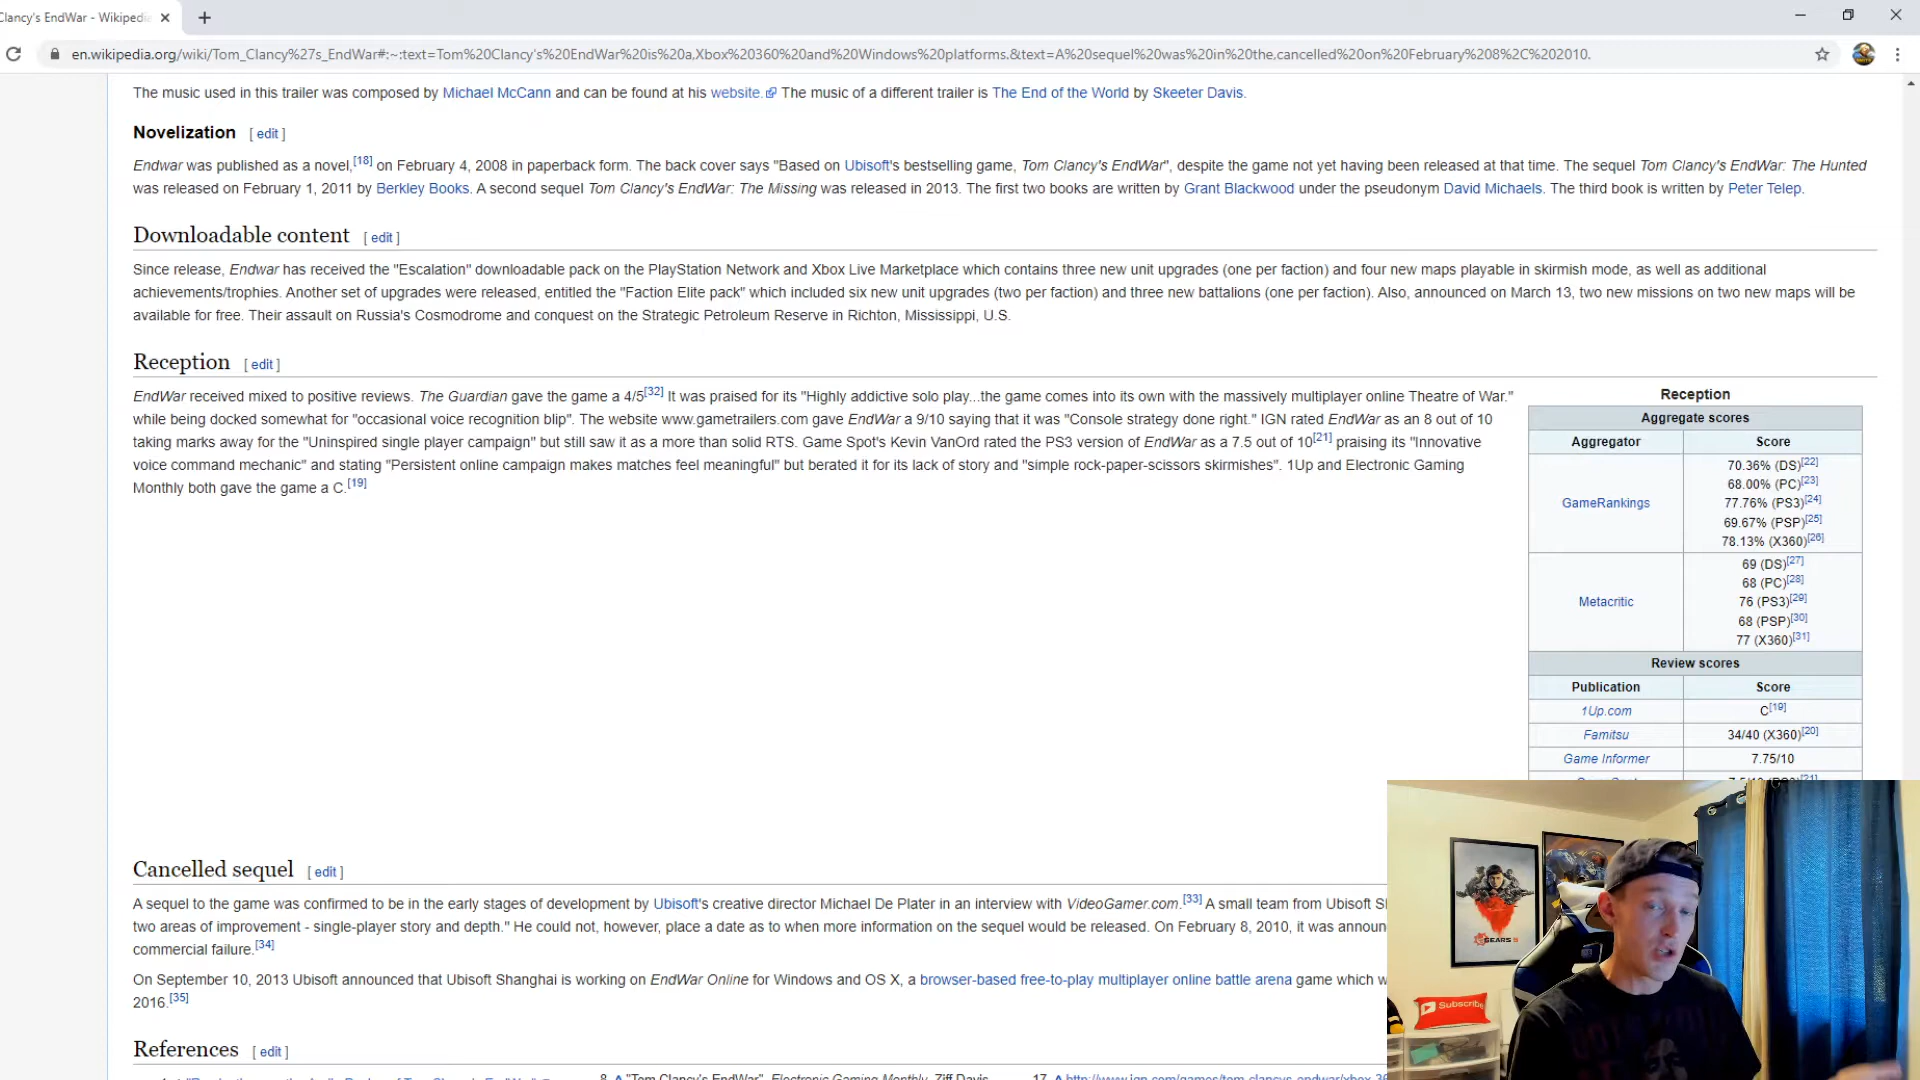 Clancy's EndWar - Wikipedi
en.wikipedia.org/wiki/Tom_Clancy%27s_EndWar#:~:text=Tom%20Clancy's%20EndWar%20is%20a,Xbox%20360%20and%20Windows%20platforms.&text=A%20sequel%20was%20in%20the,cancelled%20on%20February%208%2C%202010.
The music used in this trailer was composed by Michael McCann and can be found at his website. The music of a different trailer is The End of the World by Skeeter Davis.
Novelization [ edit ]
Endwar was published as a novel,[18] on February 4, 2008 in paperback form. The back cover says "Based on Ubisoft's bestselling game, Tom Clancy's EndWar", despite the game not yet having been released at that time. The sequel Tom Clancy's EndWar: The Hunted
was released on February 1, 2011 by Berkley Books. A second sequel Tom Clancy's EndWar: The Missing was released in 2013. The first two books are written by Grant Blackwood under the pseudonym David Michaels. The third book is written by Peter Telep.
Downloadable content [ edit ]
Since release, Endwar has received the "Escalation" downloadable pack on the PlayStation Network and Xbox Live Marketplace which contains three new unit upgrades (one per faction) and four new maps playable in skirmish mode, as well as additional
achievements/trophies. Another set of upgrades were released, entitled the "Faction Elite pack" which included six new unit upgrades (two per faction) and three new battalions (one per faction). Also, announced on March 13, two new missions on two new maps will be
available for free. Their assault on Russia's Cosmodrome and conquest on the Strategic Petroleum Reserve in Richton, Mississippi, U.S.
Reception [ edit ]
EndWar received mixed to positive reviews. The Guardian gave the game a 4/5[32] It was praised for its "Highly addictive solo play...the game comes into its own with the massively multiplayer online Theatre of War."
while being docked somewhat for "occasional voice recognition blip". The website www.gametrailers.com gave EndWar a 9/10 saying that it was "Console strategy done right." IGN rated EndWar as an 8 out of 10
taking marks away for the "Uninspired single player campaign" but still saw it as a more than solid RTS. Game Spot's Kevin VanOrd rated the PS3 version of EndWar as a 7.5 out of 10[21] praising its "Innovative
voice command mechanic" and stating "Persistent online campaign makes matches feel meaningful" but berated it for its lack of story and "simple rock-paper-scissors skirmishes". 1Up and Electronic Gaming
Monthly both gave the game a C.[19]
Reception
Aggregate scores
Aggregator Score
GameRankings
70.36% (DS)[22]
68.00% (PC)[23]
77.76% (PS3)[24]
69.67% (PSP)[25]
78.13% (X360)[26]
Metacritic
69 (DS)[27]
68 (PC)[28]
76 (PS3)[29]
68 (PSP)[30]
77 (X360)[31]
Review scores
Publication Score
1Up.com C[19]
Famitsu 34/40 (X360)[20]
Game Informer 7.75/10
Cancelled sequel [ edit ]
A sequel to the game was confirmed to be in the early stages of development by Ubisoft's creative director Michael De Plater in an interview with VideoGamer.com.[33] A small team from Ubisoft S
two areas of improvement - single-player story and depth." He could not, however, place a date as to when more information on the sequel would be released. On February 8, 2010, it was announ
commercial failure.[34]
On September 10, 2013 Ubisoft announced that Ubisoft Shanghai is working on EndWar Online for Windows and OS X, a browser-based free-to-play multiplayer online battle arena game which w
2016.[35]
References [ edit ]
8. ^ "Tom Clancy's EndWar". Electronic Gaming Monthly. Ziff Davis
17. ^ http://www.ign.com/games/tom-clancys-endwar/xbox-36
GEARS 5
Subscribe